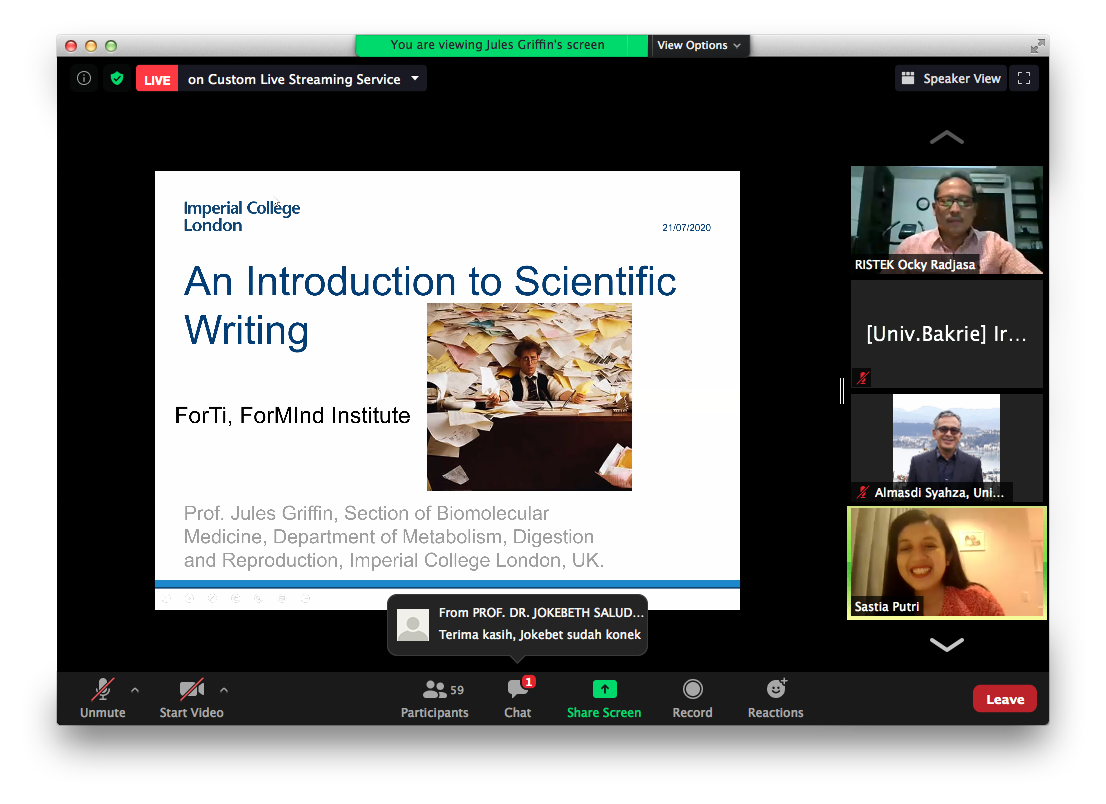 You are viewing Jules Griffin's screen
View Options
LIVE
on Custom Live Streaming Service
Speaker View
Imperial College
London
21/07/2020
An Introduction to Scientific
Writing
ForTi, ForMInd Institute
Prof. Jules Griffin, Section of Biomolecular
Medicine, Department of Metabolism, Digestion
and Reproduction, Imperial College London, UK.
RISTEK Ocky Radjasa
[Univ.Bakrie] Ir...
Almasdi Syahza, Uni...
Sastia Putri
From PROF. DR. JOKEBETH SALUD...
Terima kasih, Jokebet sudah konek
Unmute
Start Video
59
Participants
1
Chat
Share Screen
Record
Reactions
Leave